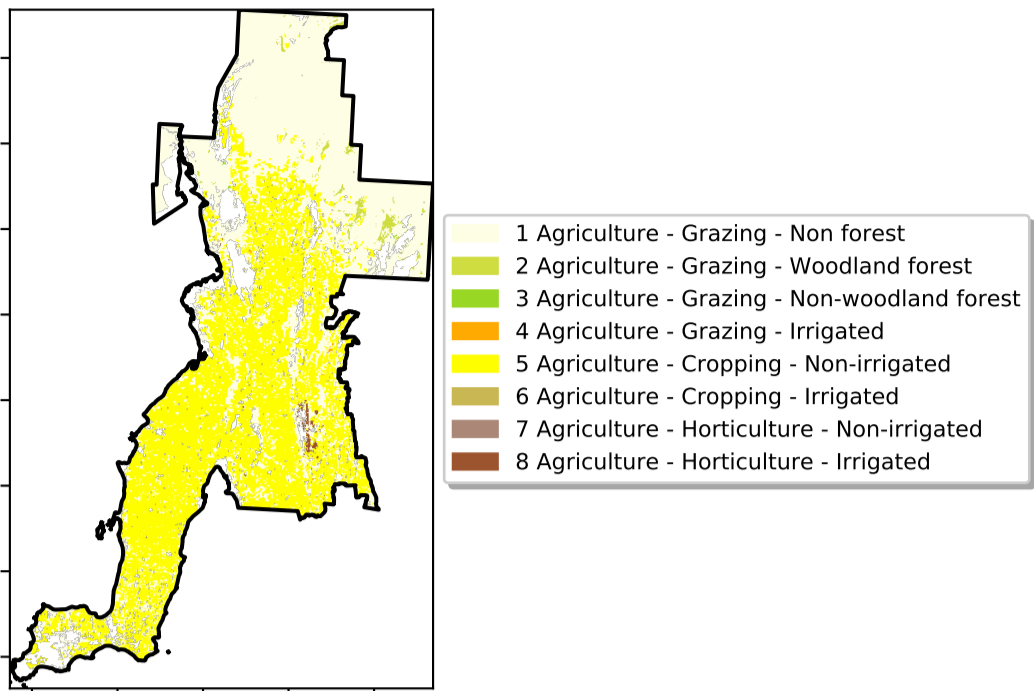 1 Agriculture - Grazing - Non forest
2 Agriculture - Grazing - Woodland forest
3 Agriculture - Grazing - Non-woodland forest
4 Agriculture - Grazing - Irrigated
5 Agriculture - Cropping - Non-irrigated
6 Agriculture - Cropping - Irrigated
7 Agriculture - Horticulture - Non-irrigated
8 Agriculture - Horticulture - Irrigated